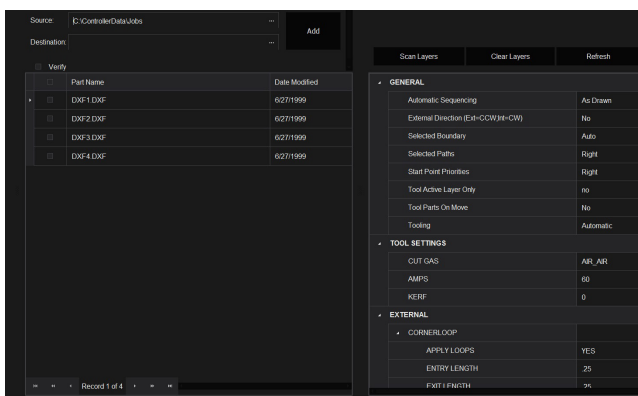 Source: C:\ControllerData\Jobs ...
Add
Destination: ...
Verify
Part Name Date Modified
DXF1.DXF 6/27/1999
DXF2.DXF 6/27/1999
DXF3.DXF 6/27/1999
DXF4.DXF 6/27/1999
Record 1 of 4
Scan Layers Clear Layers Refresh
GENERAL
Automatic Sequencing As Drawn
External Direction (Ext=CCW,Int=CW) No
Selected Boundary Auto
Selected Paths Right
Start Point Priorities Right
Tool Active Layer Only no
Tool Parts On Move No
Tooling Automatic
TOOL SETTINGS
CUT GAS AIR_AIR
AMPS 60
KERF 0
EXTERNAL
CORNERLOOP
APPLY LOOPS YES
ENTRY LENGTH .25
EXIT LENGTH .25